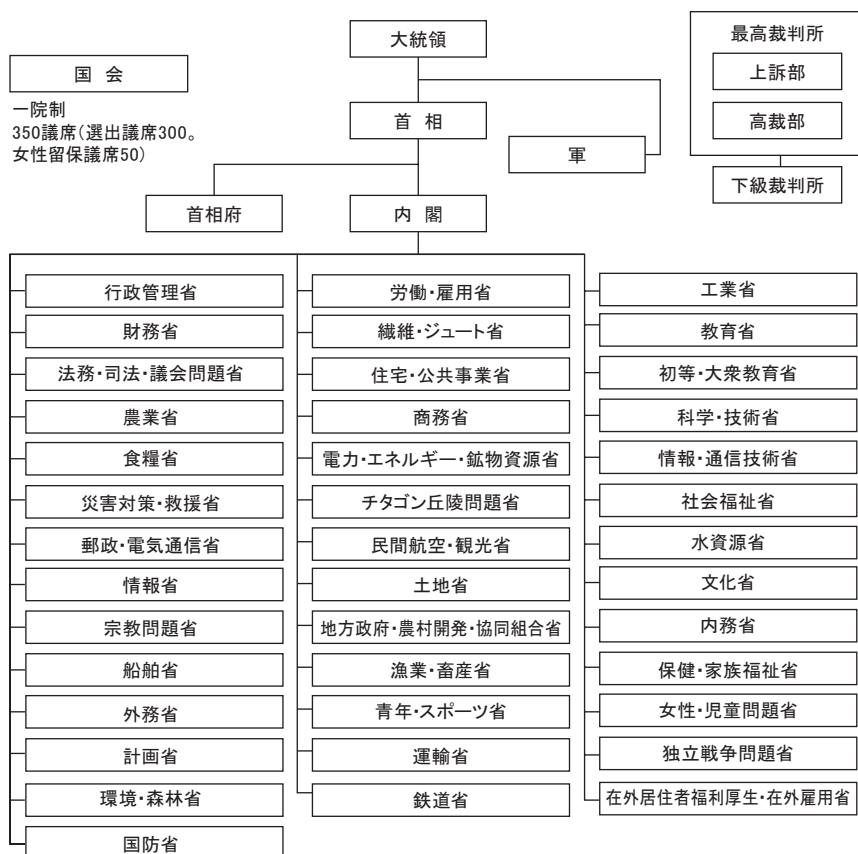 大統領
最高裁判所
国 会
上訴部
一院制
350議席(選出議席300。
女性留保議席50)
首 相
高裁部
軍
下級裁判所
首相府
内 閣
行政管理省
財務省
法務・司法・議会問題省
農業省
食糧省
災害対策・救援省
郵政・電気通信省
情報省
宗教問題省
船舶省
外務省
計画省
環境・森林省
国防省
労働・雇用省
繊維・ジュート省
住宅・公共事業省
商務省
電力・エネルギー・鉱物資源省
チタゴン丘陵問題省
民間航空・観光省
土地省
地方政府・農村開発・協同組合省
漁業・畜産省
青年・スポーツ省
運輸省
鉄道省
工業省
教育省
初等・大衆教育省
科学・技術省
情報・通信技術省
社会福祉省
水資源省
文化省
内務省
保健・家族福祉省
女性・児童問題省
独立戦争問題省
在外居住者福利厚生・在外雇用省